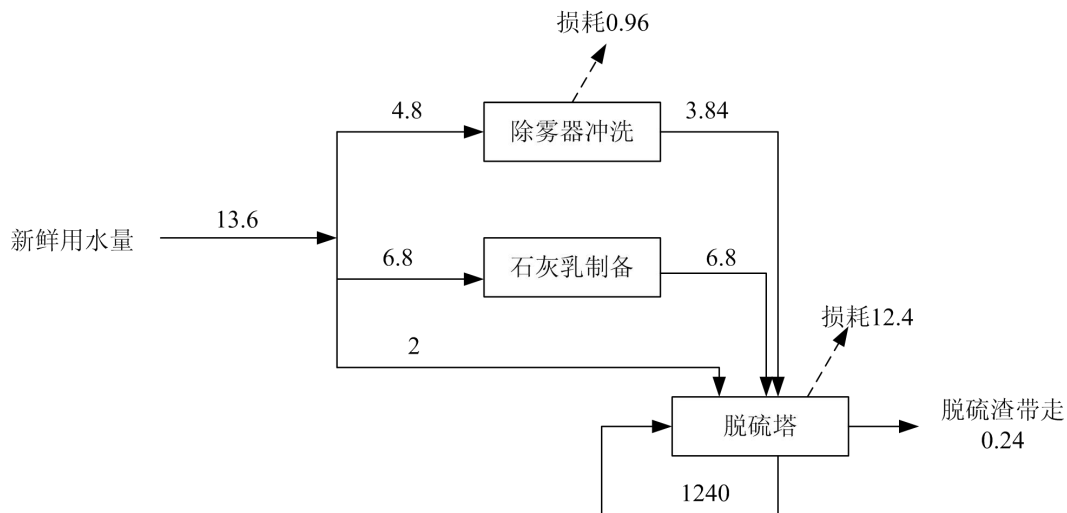 损耗0.96
4.8
除雾器冲洗
3.84
13.6
新鲜用水量
6.8
石灰乳制备
6.8
损耗12.4
2
脱硫塔
脱硫渣带走
0.24
1240